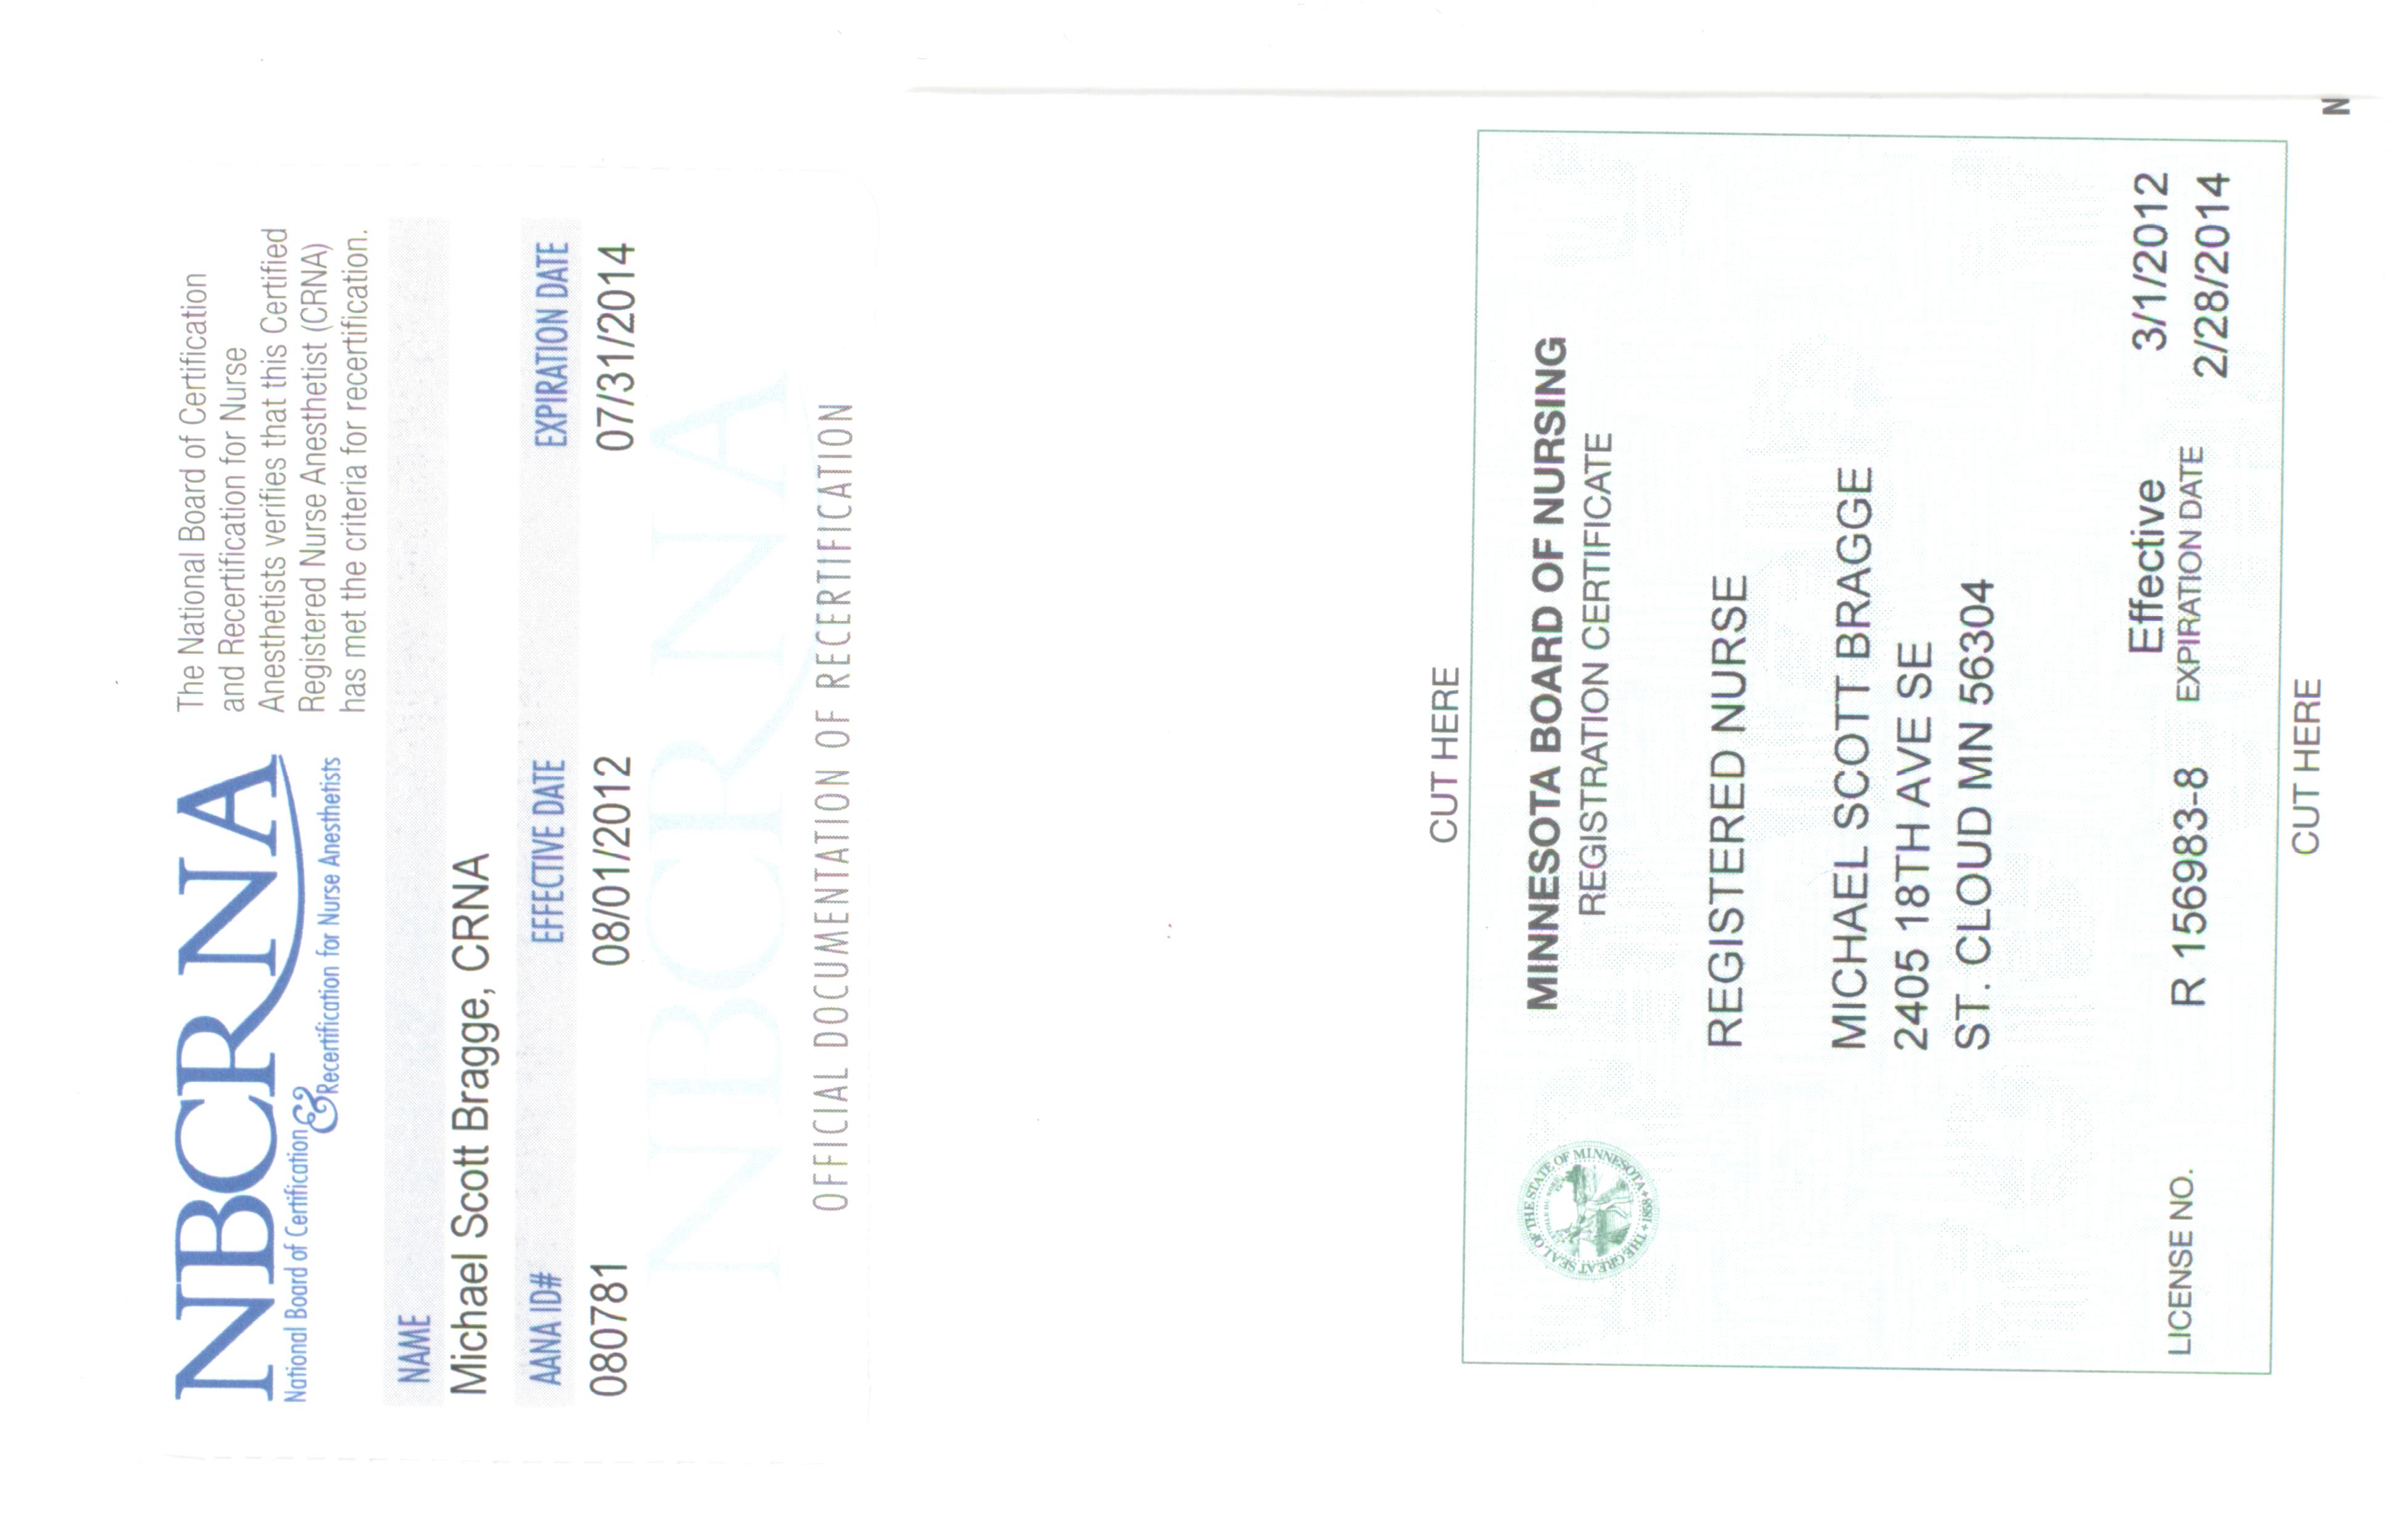 NBCRNA
National Board of Certification
& Recertification for Nurse Anesthetists
The National Board of Certification
and Recertification for Nurse
Anesthetists verifies that this Certified
Registered Nurse Anesthetist (CRNA)
has met the criteria for recertification.
NAME
Michael Scott Bragge, CRNA
AANA ID# EFFECTIVE DATE EXPIRATION DATE
080781 08/01/2012 07/31/2014
NBCRNA
OFFICIAL DOCUMENTATION OF RECERTIFICATION
CUT HERE
THE GREAT SEAL OF THE STATE OF MINNESOTA 1858
MINNESOTA BOARD OF NURSING
REGISTRATION CERTIFICATE
REGISTERED NURSE
MICHAEL SCOTT BRAGGE
2405 18TH AVE SE
ST. CLOUD MN 56304
Effective 3/1/2012
LICENSE NO. R 156983-8 EXPIRATION DATE 2/28/2014
CUT HERE
N